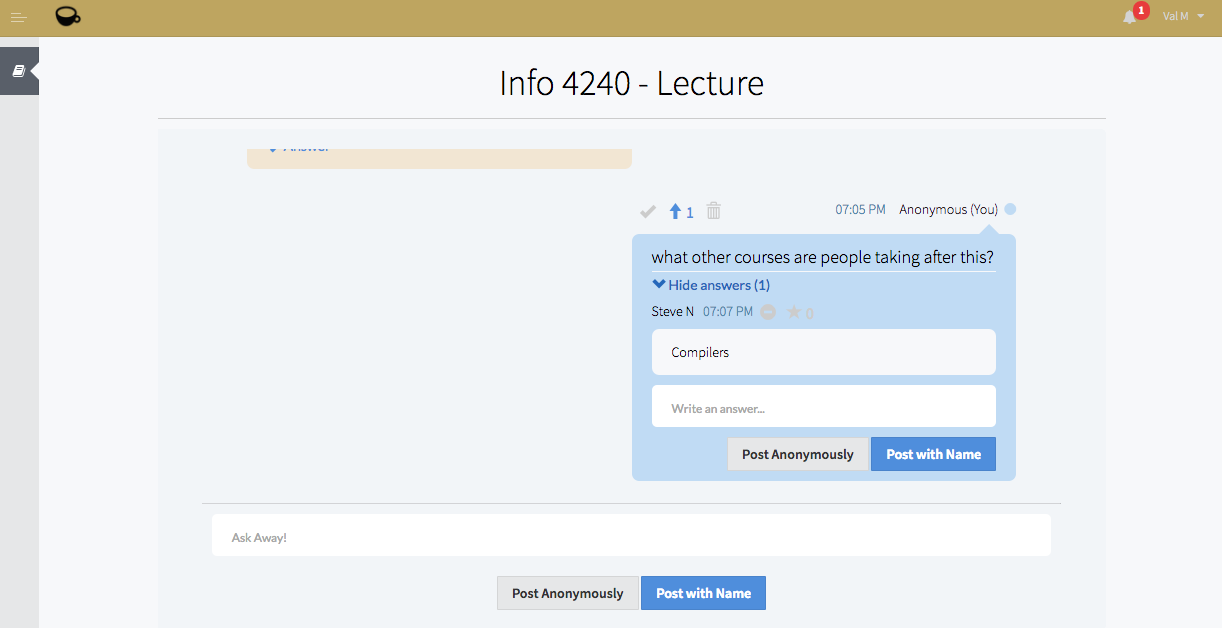 1
Val M
Info 4240 - Lecture
Answer
1
07:05 PM Anonymous (You)
what other courses are people taking after this?
Hide answers (1)
Steve N 07:07 PM 0
Compilers
Write an answer...
Post Anonymously Post with Name
Ask Away!
Post Anonymously Post with Name